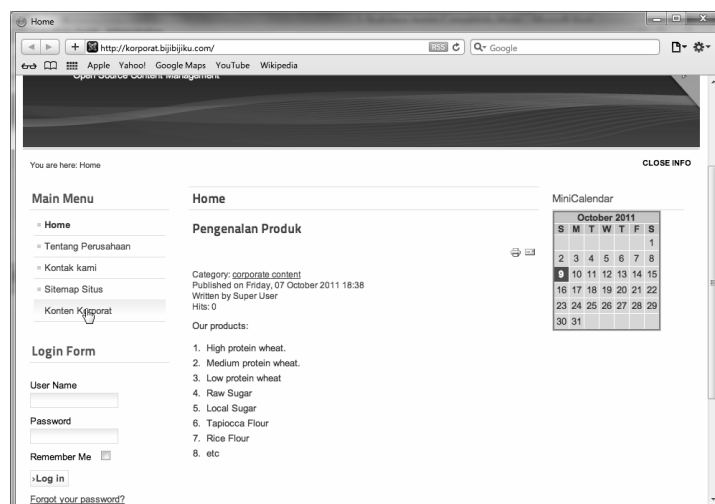 Home
http://korporat.bijibijiku.com/
RSS
Google
Apple Yahoo! Google Maps YouTube Wikipedia
Open Source Content Management
You are here: Home
CLOSE INFO
Main Menu
Home
Tentang Perusahaan
Kontak kami
Sitemap Situs
Konten Korporat
Login Form
User Name
Password
Remember Me
›Log in
Forgot your password?
Home
Pengenalan Produk
Category: corporate content
Published on Friday, 07 October 2011 18:38
Written by Super User
Hits: 0
Our products:
1. High protein wheat.
2. Medium protein wheat.
3. Low protein wheat
4. Raw Sugar
5. Local Sugar
6. Tapiocca Flour
7. Rice Flour
8. etc
MiniCalendar
October 2011
S M T W T F S
1
2 3 4 5 6 7 8
9 10 11 12 13 14 15
16 17 18 19 20 21 22
23 24 25 26 27 28 29
30 31